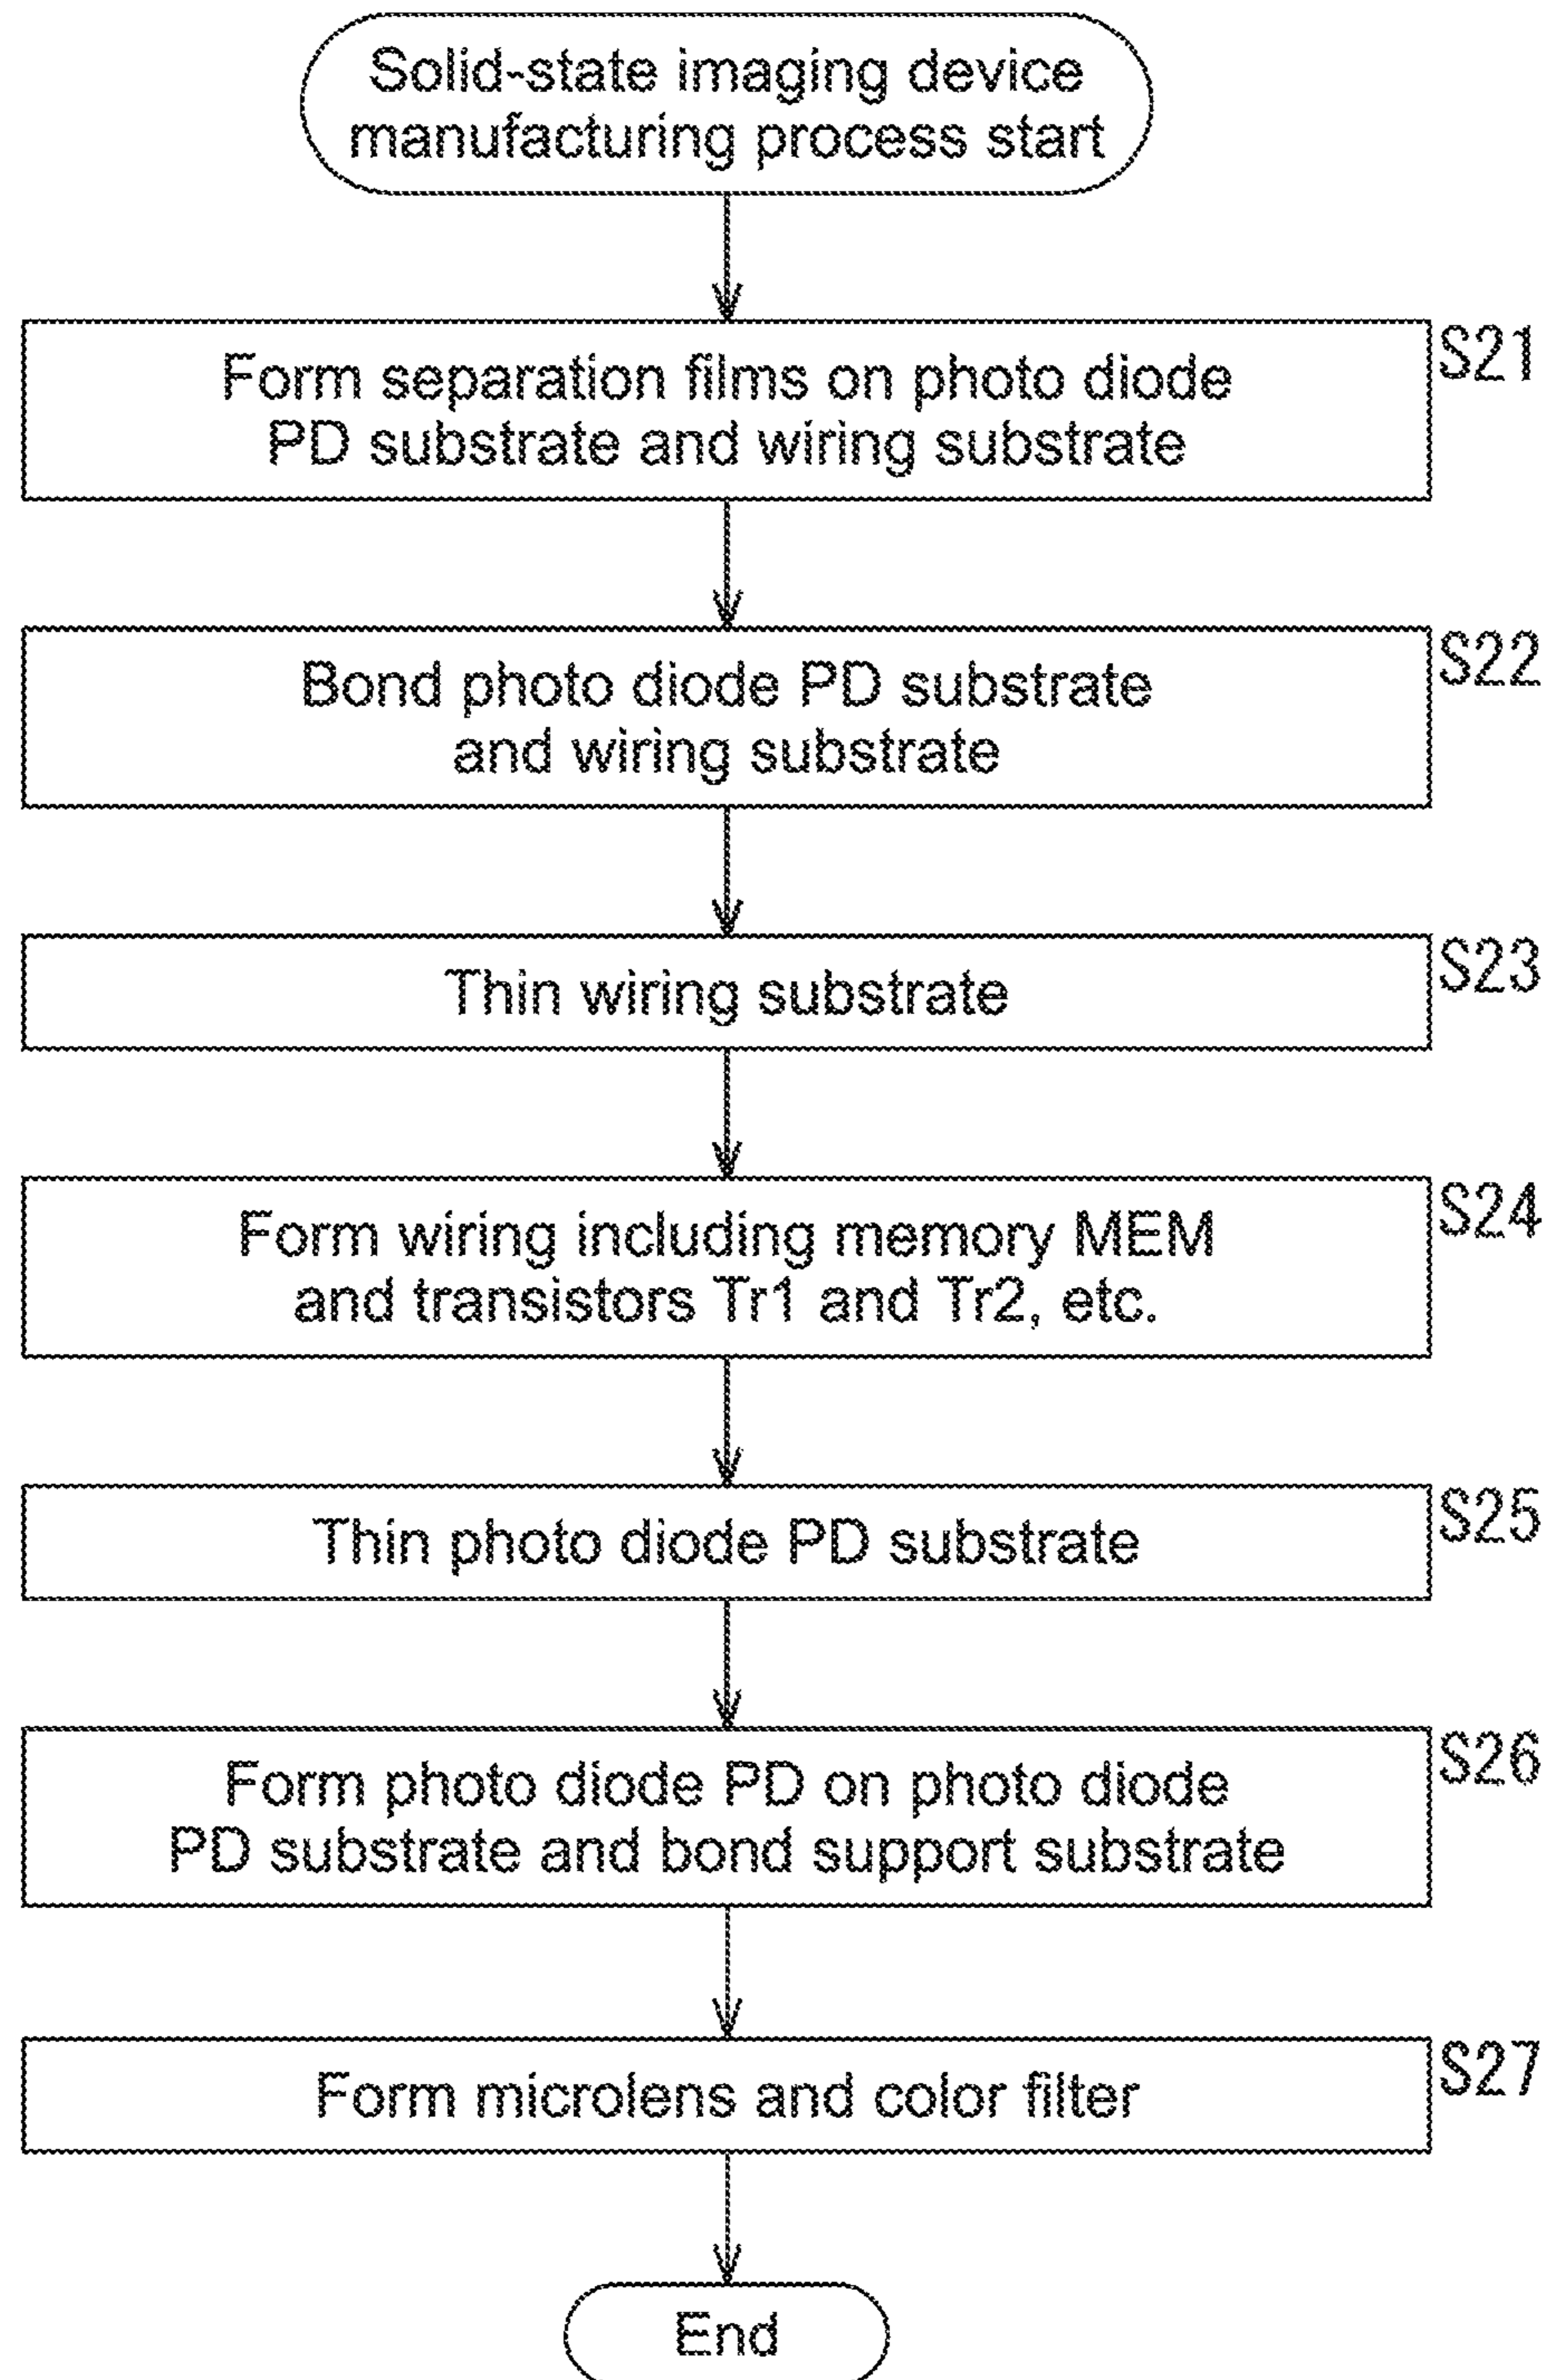 Solid-state imaging device
manufacturing process start
S21
Form separation films on photo diode
PD substrate and wiring substrate
S22
Bond photo diode PD substrate
and wiring substrate
S23
Thin wiring substrate
S24
Form wiring including memory MEM
and transistors Tr1 and Tr2, etc.
S25
Thin photo diode PD substrate
S26
Form photo diode PD on photo diode
PD substrate and bond support substrate
S27
Form microlens and color filter
End